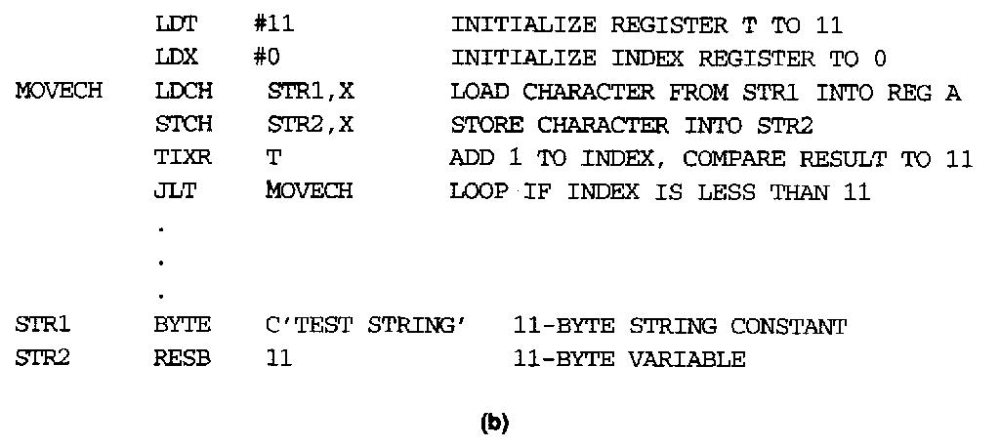 LDT #11 INITIALIZE REGISTER T TO 11
LDX #0 INITIALIZE INDEX REGISTER TO 0
MOVECH LDCH STR1,X LOAD CHARACTER FROM STR1 INTO REG A
STCH STR2,X STORE CHARACTER INTO STR2
TIXR T ADD 1 TO INDEX, COMPARE RESULT TO 11
JLT MOVECH LOOP IF INDEX IS LESS THAN 11
.
.
.
STR1 BYTE C'TEST STRING' 11-BYTE STRING CONSTANT
STR2 RESB 11 11-BYTE VARIABLE
(b)